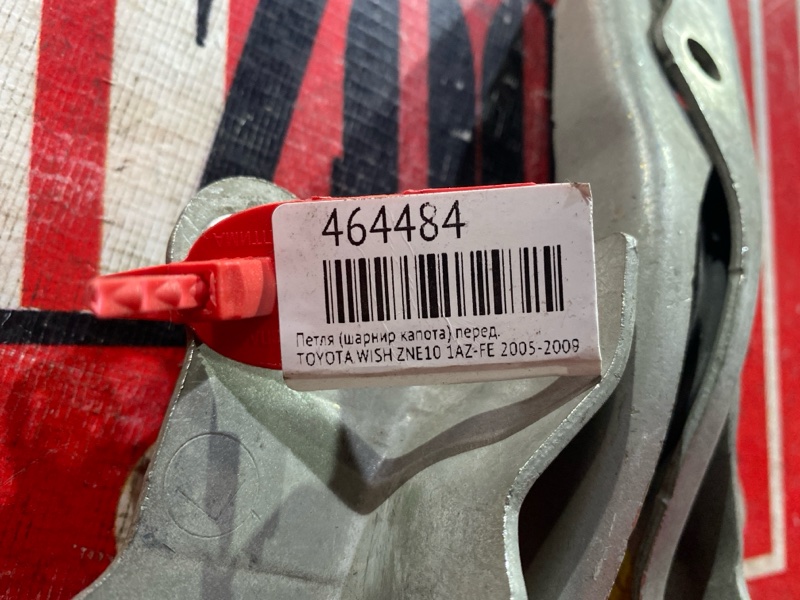 464484
Петля (шарнир капота) перед.
TOYOTA WISH ZNE10 1AZ-FE 2005-2009